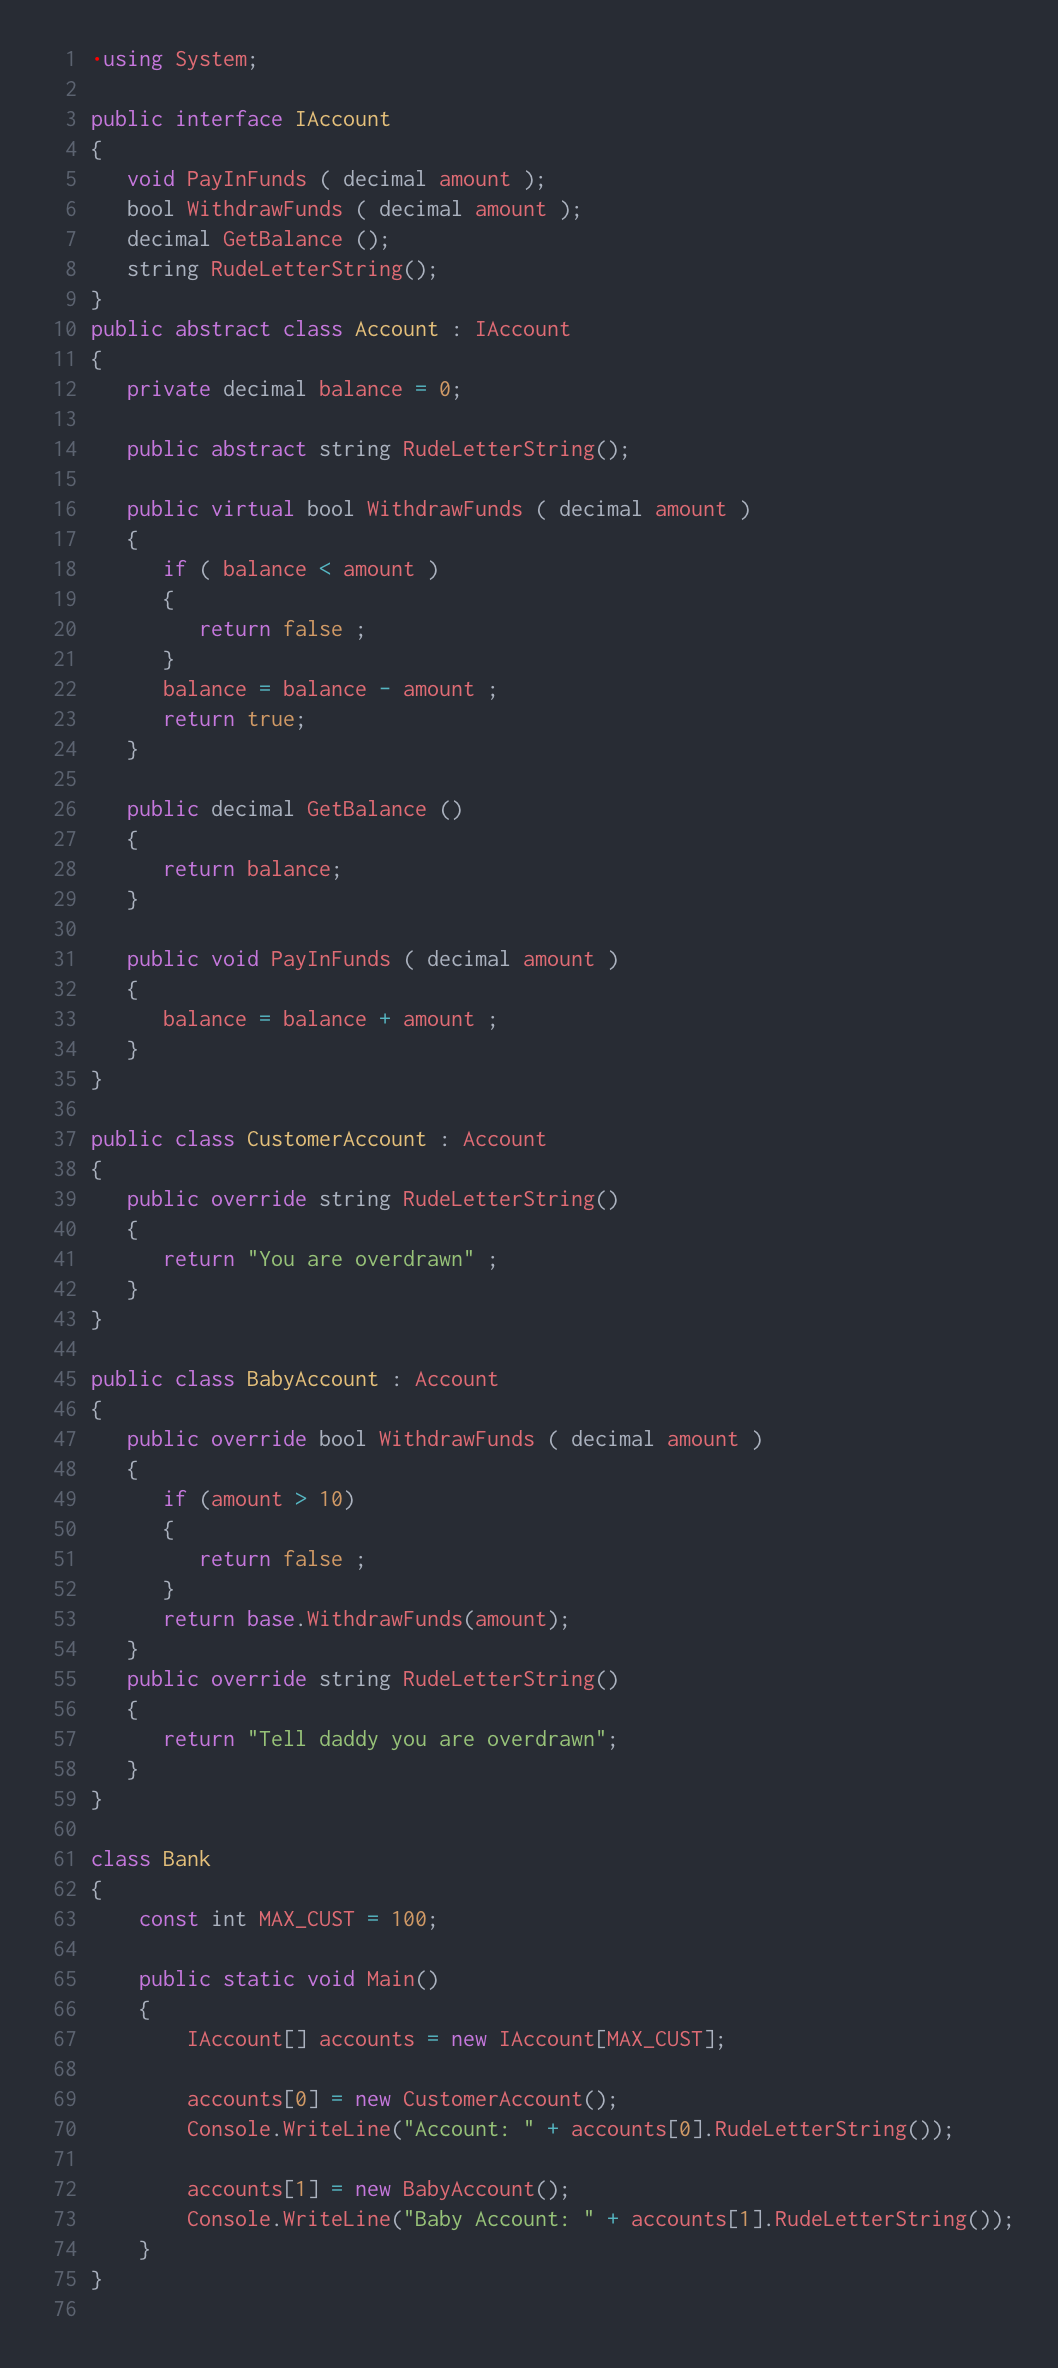 1 ·using System;
2
3 public interface IAccount
4 {
5    void PayInFunds ( decimal amount );
6    bool WithdrawFunds ( decimal amount );
7    decimal GetBalance ();
8    string RudeLetterString();
9 }
10 public abstract class Account : IAccount
11 {
12    private decimal balance = 0;
13
14    public abstract string RudeLetterString();
15
16    public virtual bool WithdrawFunds ( decimal amount )
17    {
18       if ( balance < amount )
19       {
20          return false ;
21       }
22       balance = balance - amount ;
23       return true;
24    }
25
26    public decimal GetBalance ()
27    {
28       return balance;
29    }
30
31    public void PayInFunds ( decimal amount )
32    {
33       balance = balance + amount ;
34    }
35 }
36
37 public class CustomerAccount : Account
38 {
39    public override string RudeLetterString()
40    {
41       return "You are overdrawn" ;
42    }
43 }
44
45 public class BabyAccount : Account
46 {
47    public override bool WithdrawFunds ( decimal amount )
48    {
49       if (amount > 10)
50       {
51          return false ;
52       }
53       return base.WithdrawFunds(amount);
54    }
55    public override string RudeLetterString()
56    {
57       return "Tell daddy you are overdrawn";
58    }
59 }
60
61 class Bank
62 {
63     const int MAX_CUST = 100;
64
65     public static void Main()
66     {
67         IAccount[] accounts = new IAccount[MAX_CUST];
68
69         accounts[0] = new CustomerAccount();
70         Console.WriteLine("Account: " + accounts[0].RudeLetterString());
71
72         accounts[1] = new BabyAccount();
73         Console.WriteLine("Baby Account: " + accounts[1].RudeLetterString());
74     }
75 }
76